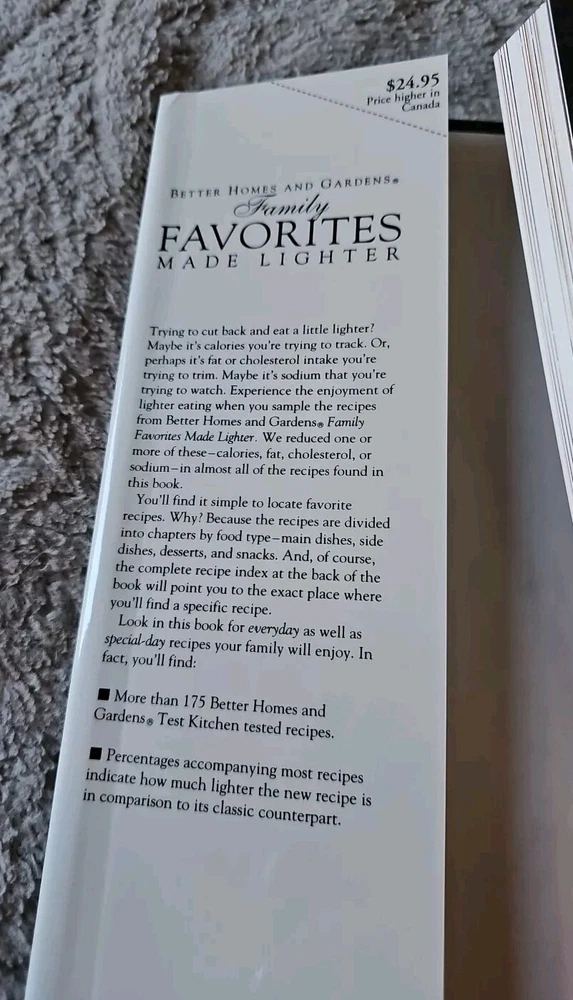 $24.95
Price higher in
Canada
BETTER HOMES AND GARDENS®
Family
FAVORITES
MADE LIGHTER
Trying to cut back and eat a little lighter?
Maybe it's calories you're trying to track. Or,
perhaps it's fat or cholesterol intake you're
trying to trim. Maybe it's sodium that you're
trying to watch. Experience the enjoyment of
lighter eating when you sample the recipes
from Better Homes and Gardens® Family
Favorites Made Lighter. We reduced one or
more of these–calories, fat, cholesterol, or
sodium–in almost all of the recipes found in
this book.
You'll find it simple to locate favorite
recipes. Why? Because the recipes are divided
into chapters by food type–main dishes, side
dishes, desserts, and snacks. And, of course,
the complete recipe index at the back of the
book will point you to the exact place where
you'll find a specific recipe.
Look in this book for everyday as well as
special-day recipes your family will enjoy. In
fact, you'll find:
■ More than 175 Better Homes and
Gardens® Test Kitchen tested recipes.
■ Percentages accompanying most recipes
indicate how much lighter the new recipe is
in comparison to its classic counterpart.